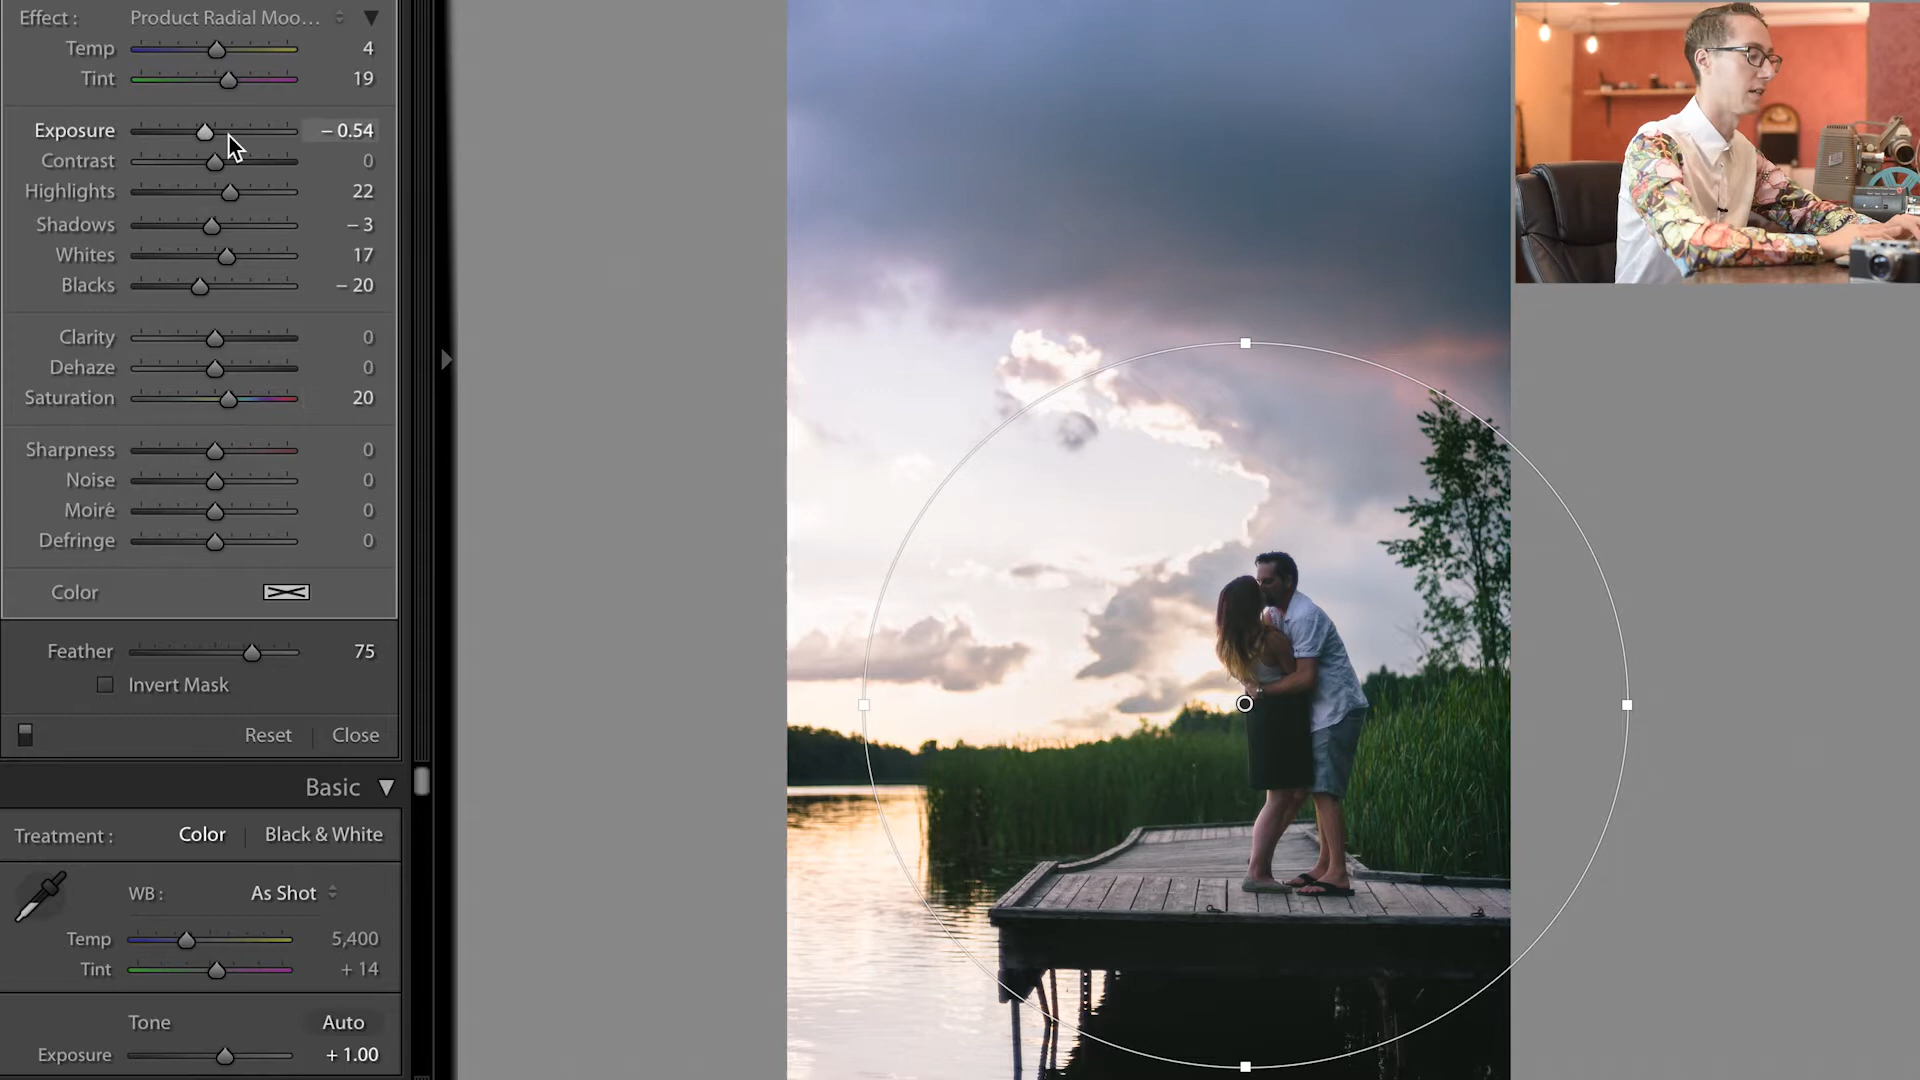 Effect : Product Radial Moo...
Temp 4
Tint 19
Exposure – 0.54
Contrast 0
Highlights 22
Shadows – 3
Whites 17
Blacks – 20
Clarity 0
Dehaze 0
Saturation 20
Sharpness 0
Noise 0
Moiré 0
Defringe 0
Color
Feather 75
Invert Mask
Reset | Close
Basic
Treatment : Color | Black & White
WB : As Shot
Temp 5,400
Tint + 14
Tone Auto
Exposure + 1.00